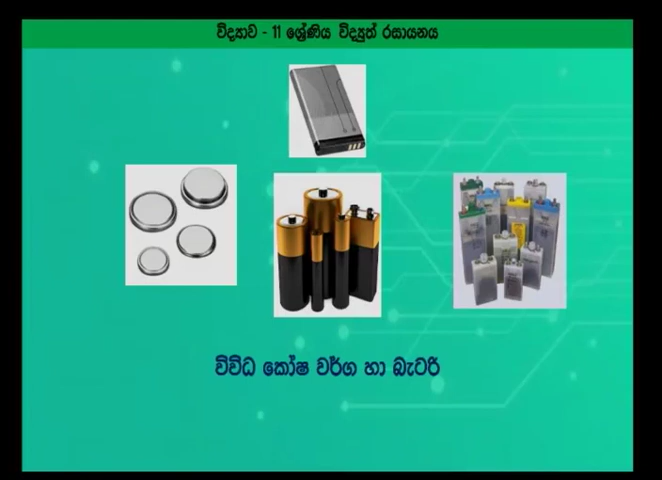 විද්‍යාව - 11 ශ්‍රේණිය විද්‍යුත් රසායනය
විවිධ කෝෂ වර්ග හා බැටරි